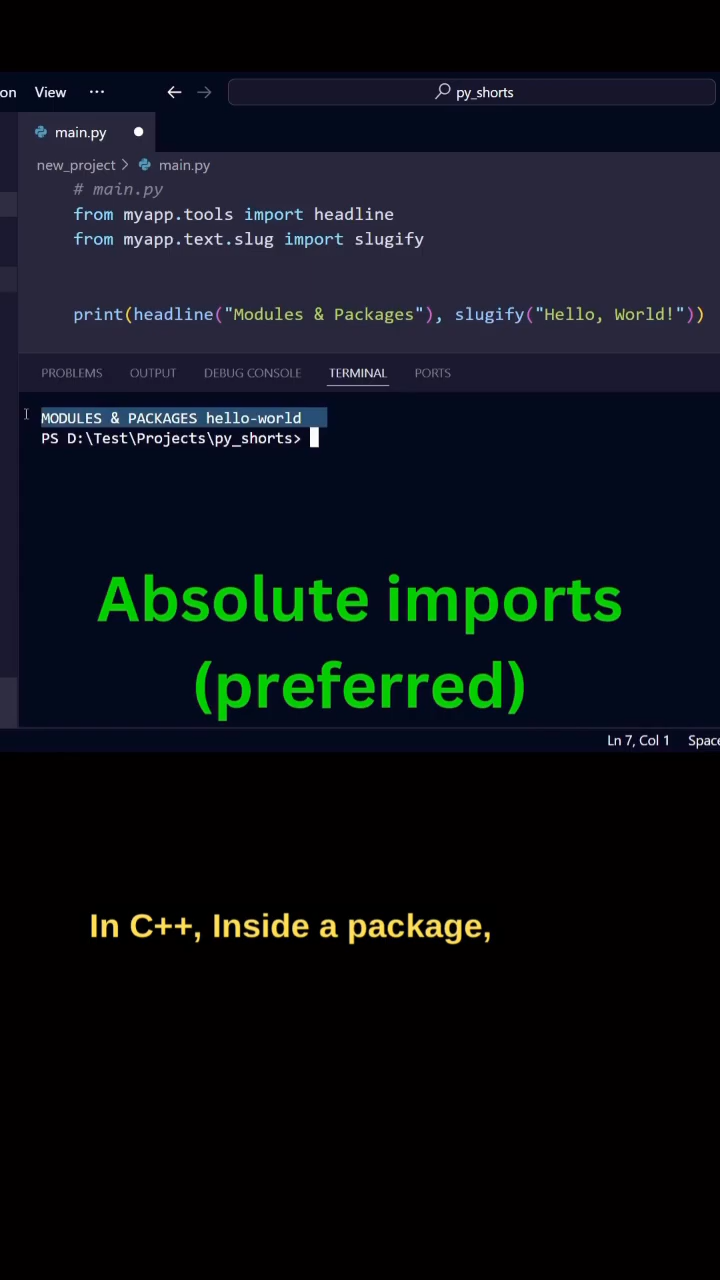 on View ··· ← → py_shorts
main.py ●
new_project > main.py
# main.py
from myapp.tools import headline
from myapp.text.slug import slugify
print(headline("Modules & Packages"), slugify("Hello, World!"))
PROBLEMS OUTPUT DEBUG CONSOLE TERMINAL PORTS
MODULES & PACKAGES hello-world
PS D:\Test\Projects\py_shorts>
Absolute imports
(preferred)
Ln 7, Col 1 Space
In C++, Inside a package,